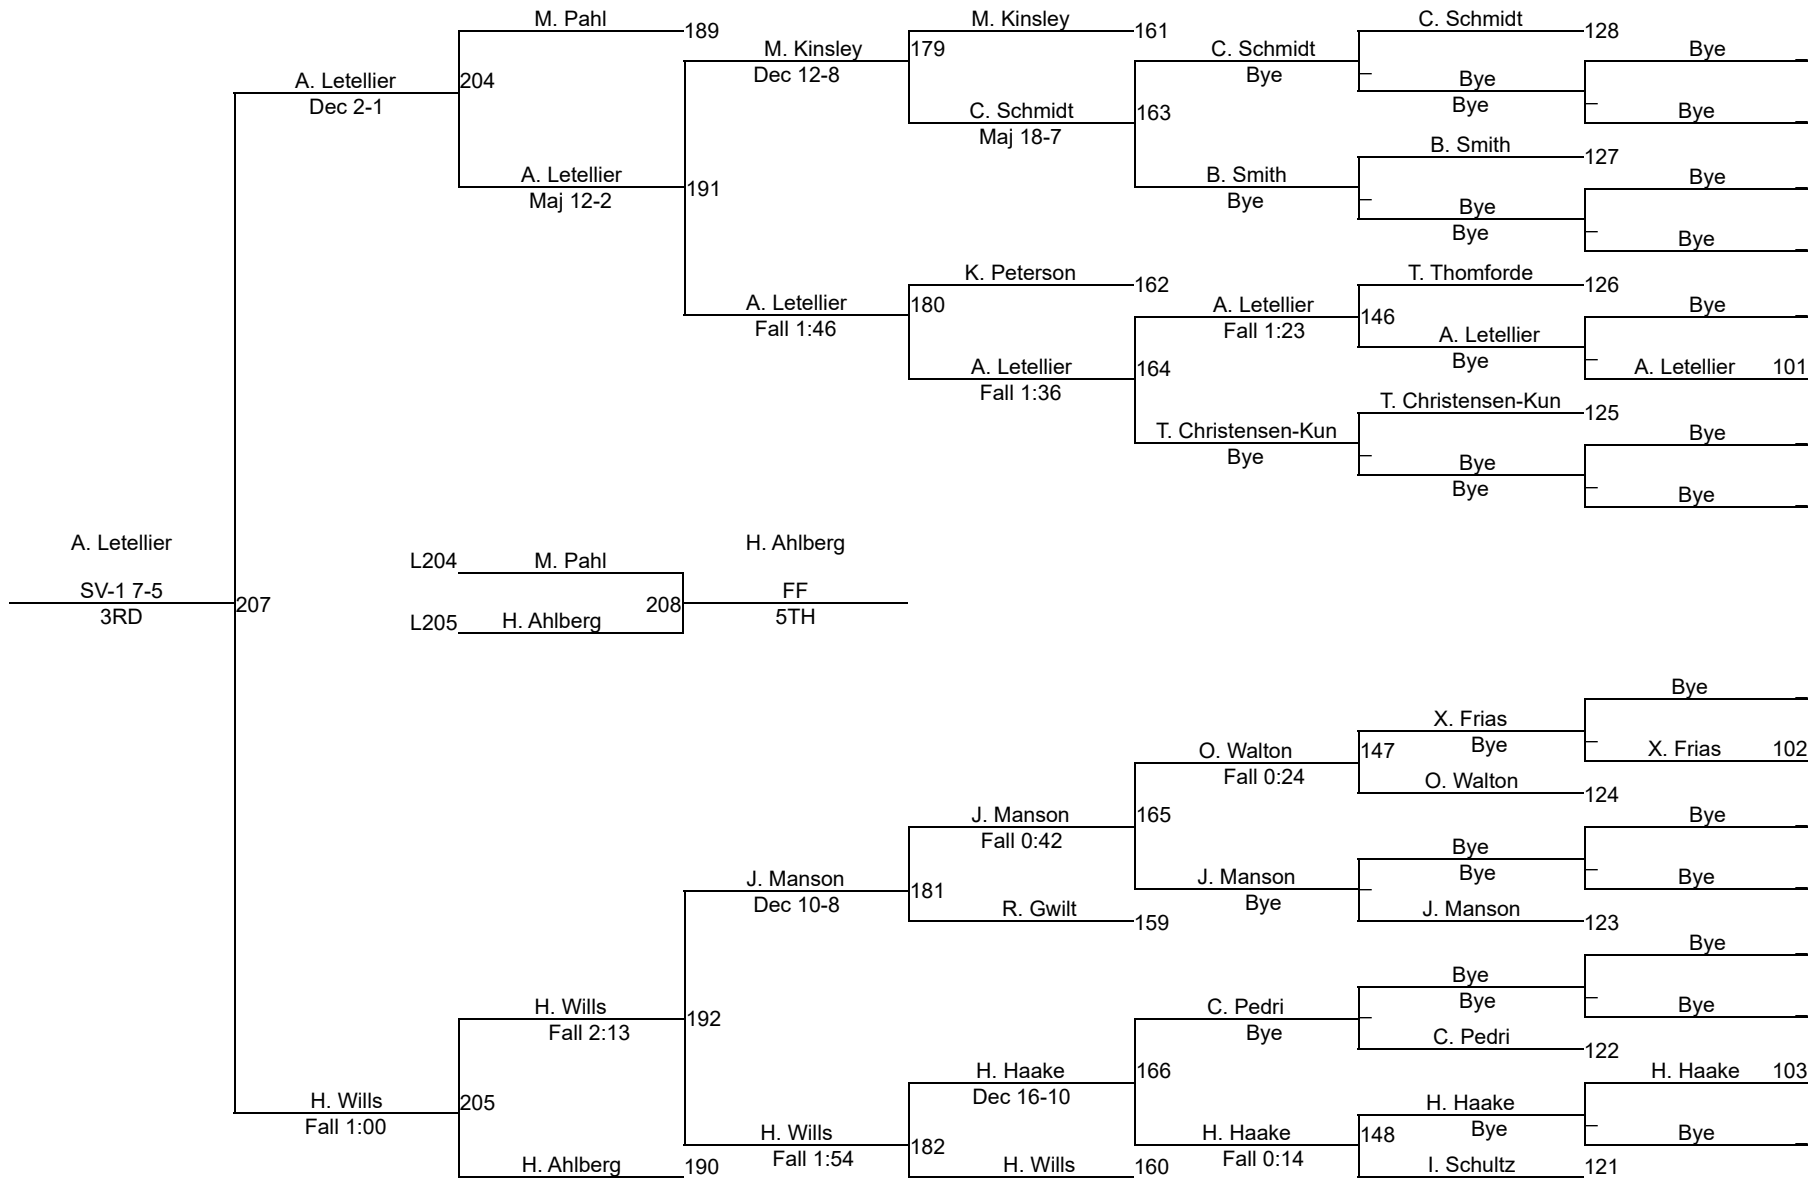 M. Pahl
189
M. Kinsley
161
C. Schmidt
128
Bye
M. Kinsley
Dec 12-8
179
C. Schmidt
Bye
Bye
Bye
Bye
A. Letellier
Dec 2-1
204
C. Schmidt
Maj 18-7
163
B. Smith
127
Bye
A. Letellier
Maj 12-2
191
B. Smith
Bye
Bye
Bye
Bye
K. Peterson
162
T. Thomforde
126
Bye
A. Letellier
Fall 1:46
180
A. Letellier
Fall 1:23
146
A. Letellier
Bye
A. Letellier 101
A. Letellier
Fall 1:36
164
T. Christensen-Kun
125
Bye
T. Christensen-Kun
Bye
Bye
Bye
Bye
A. Letellier
SV-1 7-5
3RD
207
L204
M. Pahl
L205
H. Ahlberg
208
H. Ahlberg
FF
5TH
Bye
X. Frias
Bye
X. Frias 102
O. Walton
Fall 0:24
147
O. Walton
124
J. Manson
Fall 0:42
165
Bye
Bye
Bye
Bye
J. Manson
Dec 10-8
181
J. Manson
Bye
J. Manson
123
R. Gwilt
159
Bye
H. Wills
Fall 2:13
192
C. Pedri
Bye
Bye
Bye
Bye
C. Pedri
122
H. Haake
Dec 16-10
166
H. Haake 103
H. Wills
Fall 1:00
205
H. Haake
Bye
Bye
H. Wills
Fall 1:54
182
H. Haake
Fall 0:14
148
H. Ahlberg
190
H. Wills
160
I. Schultz
121